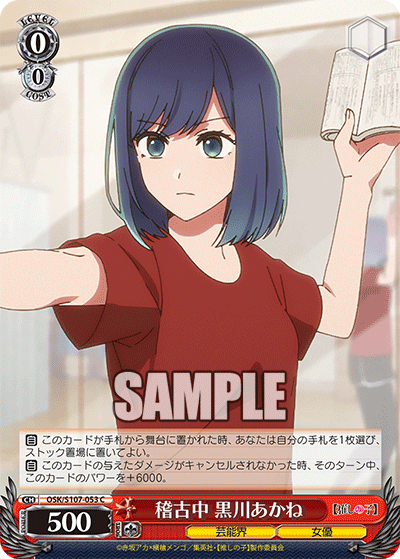 LEVEL
0
0
COST
SAMPLE
自 このカードが手札から舞台に置かれた時、あなたは自分の手札を1枚選び、
ストック置場に置いてよい。
自 このカードの与えたダメージがキャンセルされなかった時、そのターン中、
このカードのパワーを+6000。
CH OSK/S107-053 C
500
稽古中 黒川あかね
【推しの子】
芸能界 女優
©赤坂アカ×横槍メンゴ／集英社・【推しの子】製作委員会